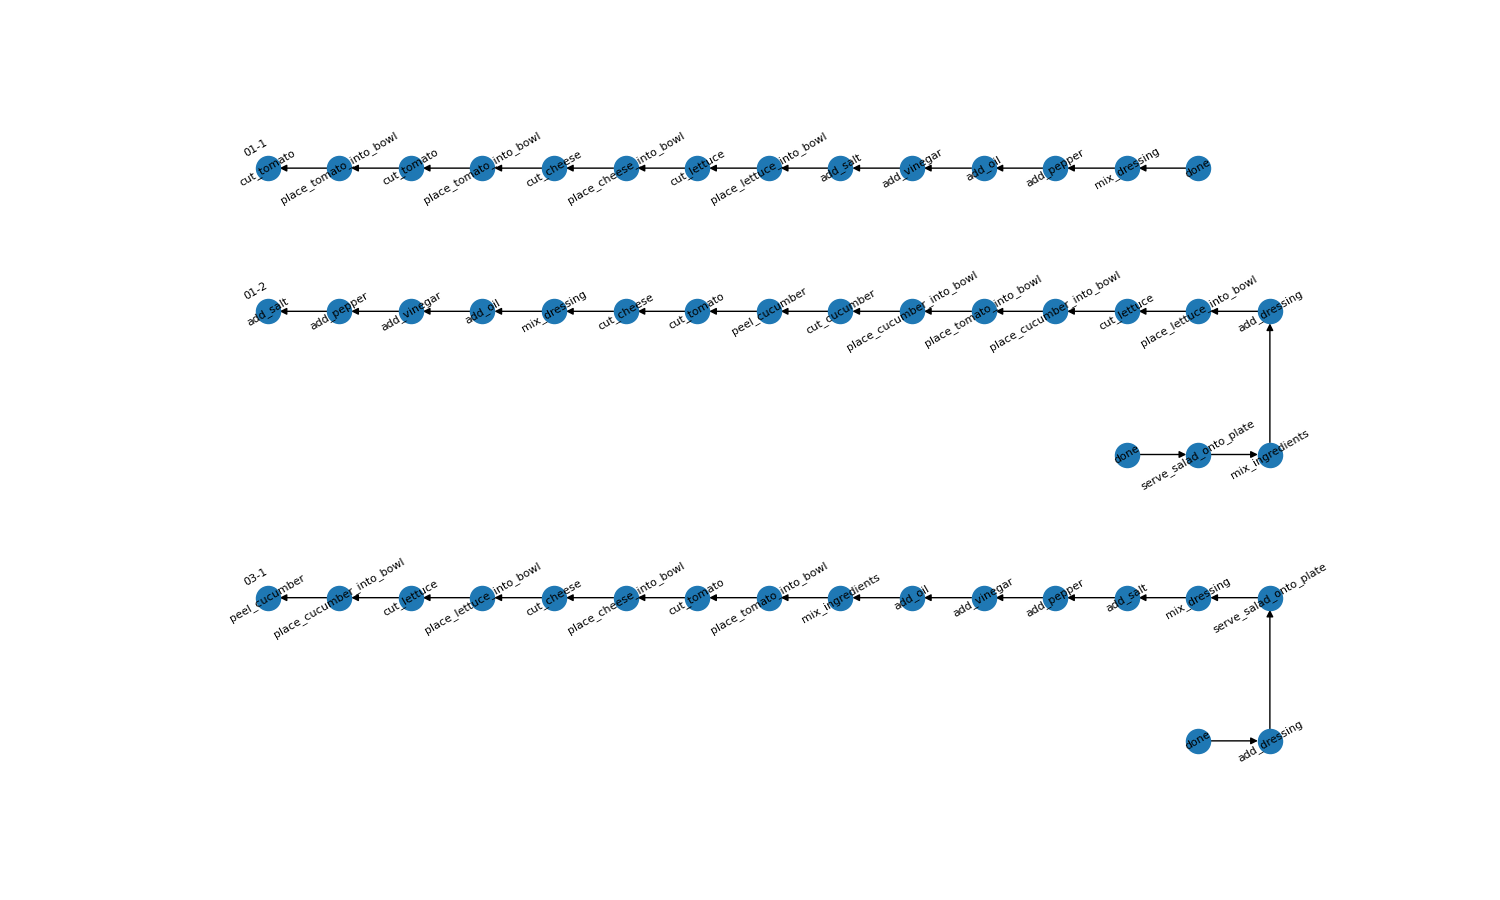 01-1
cut_tomato place_tomato_into_bowl cut_tomato place_tomato_into_bowl cut_cheese place_cheese_into_bowl cut_lettuce place_lettuce_into_bowl add_salt add_vinegar add_oil add_pepper mix_dressing done
01-2
add_salt add_pepper add_vinegar add_oil mix_dressing cut_cheese cut_tomato peel_cucumber cut_cucumber place_cucumber_into_bowl place_tomato_into_bowl place_cucumber_into_bowl cut_lettuce place_lettuce_into_bowl add_dressing
done serve_salad_onto_plate mix_ingredients
03-1
peel_cucumber place_cucumber_into_bowl cut_lettuce place_lettuce_into_bowl cut_cheese place_cheese_into_bowl cut_tomato place_tomato_into_bowl mix_ingredients add_oil add_vinegar add_pepper add_salt mix_dressing serve_salad_onto_plate
done add_dressing